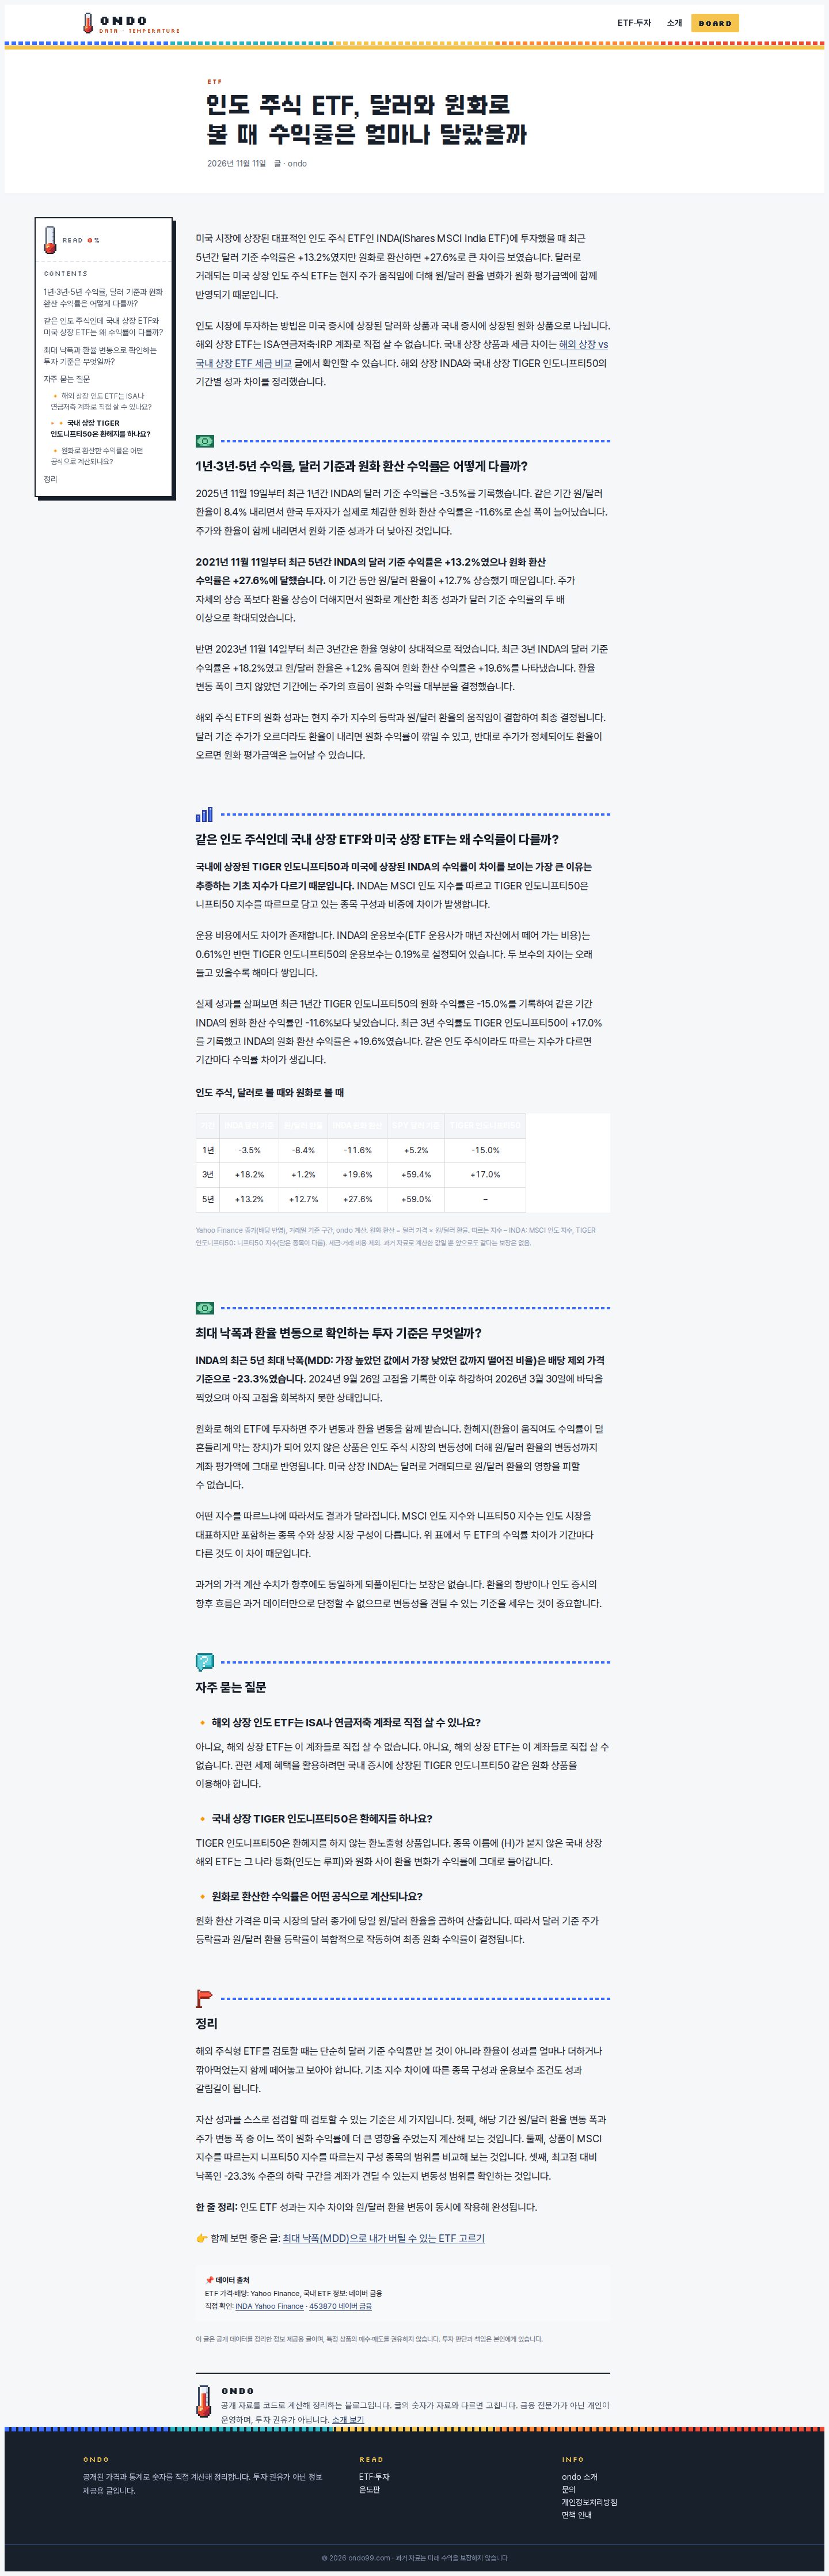 ONDO
DATA · TEMPERATURE
ETF·투자
소개
BOARD
ETF
인도 주식 ETF, 달러와 원화로
볼 때 수익률은 얼마나 달랐을까
2026년 11월 11일 글 · ondo
READ 0%
CONTENTS
1년·3년·5년 수익률, 달러 기준과 원화
환산 수익률은 어떻게 다를까?
같은 인도 주식인데 국내 상장 ETF와
미국 상장 ETF는 왜 수익률이 다를까?
최대 낙폭과 환율 변동으로 확인하는
투자 기준은 무엇일까?
자주 묻는 질문
해외 상장 인도 ETF는 ISA나
연금저축 계좌로 직접 살 수 있나요?
국내 상장 TIGER
인도니프티50은 환헤지를 하나요?
원화로 환산한 수익률은 어떤
공식으로 계산되나요?
정리
미국 시장에 상장된 대표적인 인도 주식 ETF인 INDA(iShares MSCI India ETF)에 투자했을 때 최근
5년간 달러 기준 수익률은 +13.2%였지만 원화로 환산하면 +27.6%로 큰 차이를 보였습니다. 달러로
거래되는 미국 상장 인도 주식 ETF는 현지 주가 움직임에 더해 원/달러 환율 변화가 원화 평가금액에 함께
반영되기 때문입니다.
인도 시장에 투자하는 방법은 미국 증시에 상장된 달러화 상품과 국내 증시에 상장된 원화 상품으로 나뉩니다.
해외 상장 ETF는 ISA·연금저축·IRP 계좌로 직접 살 수 없습니다. 국내 상장 상품과 세금 차이는 해외 상장 vs
국내 상장 ETF 세금 비교 글에서 확인할 수 있습니다. 해외 상장 INDA와 국내 상장 TIGER 인도니프티50의
기간별 성과 차이를 정리했습니다.
1년·3년·5년 수익률, 달러 기준과 원화 환산 수익률은 어떻게 다를까?
2025년 11월 19일부터 최근 1년간 INDA의 달러 기준 수익률은 -3.5%를 기록했습니다. 같은 기간 원/달러
환율이 8.4% 내리면서 한국 투자자가 실제로 체감한 원화 환산 수익률은 -11.6%로 손실 폭이 늘어났습니다.
주가와 환율이 함께 내리면서 원화 기준 성과가 더 낮아진 것입니다.
2021년 11월 11일부터 최근 5년간 INDA의 달러 기준 수익률은 +13.2%였으나 원화 환산
수익률은 +27.6%에 달했습니다. 이 기간 동안 원/달러 환율이 +12.7% 상승했기 때문입니다. 주가
자체의 상승 폭보다 환율 상승이 더해지면서 원화로 계산한 최종 성과가 달러 기준 수익률의 두 배
이상으로 확대되었습니다.
반면 2023년 11월 14일부터 최근 3년간은 환율 영향이 상대적으로 적었습니다. 최근 3년 INDA의 달러 기준
수익률은 +18.2%였고 원/달러 환율은 +1.2% 움직여 원화 환산 수익률은 +19.6%를 나타냈습니다. 환율
변동 폭이 크지 않았던 기간에는 주가의 흐름이 원화 수익률 대부분을 결정했습니다.
해외 주식 ETF의 원화 성과는 현지 주가 지수의 등락과 원/달러 환율의 움직임이 결합하여 최종 결정됩니다.
달러 기준 주가가 오르더라도 환율이 내리면 원화 수익률이 깎일 수 있고, 반대로 주가가 정체되어도 환율이
오르면 원화 평가금액은 늘어날 수 있습니다.
같은 인도 주식인데 국내 상장 ETF와 미국 상장 ETF는 왜 수익률이 다를까?
국내에 상장된 TIGER 인도니프티50과 미국에 상장된 INDA의 수익률이 차이를 보이는 가장 큰 이유는
추종하는 기초 지수가 다르기 때문입니다. INDA는 MSCI 인도 지수를 따르고 TIGER 인도니프티50은
니프티50 지수를 따르므로 담고 있는 종목 구성과 비중에 차이가 발생합니다.
운용 비용에서도 차이가 존재합니다. INDA의 운용보수(ETF 운용사가 매년 자산에서 떼어 가는 비용)는
0.61%인 반면 TIGER 인도니프티50의 운용보수는 0.19%로 설정되어 있습니다. 두 보수의 차이는 오래
들고 있을수록 해마다 쌓입니다.
실제 성과를 살펴보면 최근 1년간 TIGER 인도니프티50의 원화 수익률은 -15.0%를 기록하여 같은 기간
INDA의 원화 환산 수익률인 -11.6%보다 낮았습니다. 최근 3년 수익률도 TIGER 인도니프티50이 +17.0%
를 기록했고 INDA의 원화 환산 수익률은 +19.6%였습니다. 같은 인도 주식이라도 따르는 지수가 다르면
기간마다 수익률 차이가 생깁니다.
인도 주식, 달러로 볼 때와 원화로 볼 때
1년 -3.5% -8.4% -11.6% +5.2% -15.0%
3년 +18.2% +1.2% +19.6% +59.4% +17.0%
5년 +13.2% +12.7% +27.6% +59.0% –
Yahoo Finance 종가(배당 반영), 거래일 기준 구간, ondo 계산. 원화 환산 = 달러 가격 × 원/달러 환율. 따르는 지수 – INDA: MSCI 인도 지수, TIGER
인도니프티50: 니프티50 지수(담은 종목이 다름). 세금·거래 비용 제외. 과거 자료로 계산한 값일 뿐 앞으로도 같다는 보장은 없음.
최대 낙폭과 환율 변동으로 확인하는 투자 기준은 무엇일까?
INDA의 최근 5년 최대 낙폭(MDD: 가장 높았던 값에서 가장 낮았던 값까지 떨어진 비율)은 배당 제외 가격
기준으로 -23.3%였습니다. 2024년 9월 26일 고점을 기록한 이후 하강하여 2026년 3월 30일에 바닥을
찍었으며 아직 고점을 회복하지 못한 상태입니다.
원화로 해외 ETF에 투자하면 주가 변동과 환율 변동을 함께 받습니다. 환헤지(환율이 움직여도 수익률이 덜
흔들리게 막는 장치)가 되어 있지 않은 상품은 인도 주식 시장의 변동성에 더해 원/달러 환율의 변동성까지
계좌 평가액에 그대로 반영됩니다. 미국 상장 INDA는 달러로 거래되므로 원/달러 환율의 영향을 피할
수 없습니다.
어떤 지수를 따르느냐에 따라서도 결과가 달라집니다. MSCI 인도 지수와 니프티50 지수는 인도 시장을
대표하지만 포함하는 종목 수와 상장 시장 구성이 다릅니다. 위 표에서 두 ETF의 수익률 차이가 기간마다
다른 것도 이 차이 때문입니다.
과거의 가격 계산 수치가 향후에도 동일하게 되풀이된다는 보장은 없습니다. 환율의 향방이나 인도 증시의
향후 흐름은 과거 데이터만으로 단정할 수 없으므로 변동성을 견딜 수 있는 기준을 세우는 것이 중요합니다.
자주 묻는 질문
해외 상장 인도 ETF는 ISA나 연금저축 계좌로 직접 살 수 있나요?
아니요, 해외 상장 ETF는 이 계좌들로 직접 살 수 없습니다. 아니요, 해외 상장 ETF는 이 계좌들로 직접 살 수
없습니다. 관련 세제 혜택을 활용하려면 국내 증시에 상장된 TIGER 인도니프티50 같은 원화 상품을
이용해야 합니다.
국내 상장 TIGER 인도니프티50은 환헤지를 하나요?
TIGER 인도니프티50은 환헤지를 하지 않는 환노출형 상품입니다. 종목 이름에 (H)가 붙지 않은 국내 상장
해외 ETF는 그 나라 통화(인도는 루피)와 원화 사이 환율 변화가 수익률에 그대로 들어갑니다.
원화로 환산한 수익률은 어떤 공식으로 계산되나요?
원화 환산 가격은 미국 시장의 달러 종가에 당일 원/달러 환율을 곱하여 산출합니다. 따라서 달러 기준 주가
등락률과 원/달러 환율 등락률이 복합적으로 작동하여 최종 원화 수익률이 결정됩니다.
정리
해외 주식형 ETF를 검토할 때는 단순히 달러 기준 수익률만 볼 것이 아니라 환율이 성과를 얼마나 더하거나
깎아먹었는지 함께 떼어놓고 보아야 합니다. 기초 지수 차이에 따른 종목 구성과 운용보수 조건도 성과
갈림길이 됩니다.
자산 성과를 스스로 점검할 때 검토할 수 있는 기준은 세 가지입니다. 첫째, 해당 기간 원/달러 환율 변동 폭과
주가 변동 폭 중 어느 쪽이 원화 수익률에 더 큰 영향을 주었는지 계산해 보는 것입니다. 둘째, 상품이 MSCI
지수를 따르는지 니프티50 지수를 따르는지 구성 종목의 범위를 비교해 보는 것입니다. 셋째, 최고점 대비
낙폭인 -23.3% 수준의 하락 구간을 계좌가 견딜 수 있는지 변동성 범위를 확인하는 것입니다.
한 줄 정리: 인도 ETF 성과는 지수 차이와 원/달러 환율 변동이 동시에 작용해 완성됩니다.
👉 함께 보면 좋은 글: 최대 낙폭(MDD)으로 내가 버틸 수 있는 ETF 고르기
📌 데이터 출처
ETF 가격·배당: Yahoo Finance, 국내 ETF 정보: 네이버 금융
직접 확인: INDA Yahoo Finance · 453870 네이버 금융
이 글은 공개 데이터를 정리한 정보 제공용 글이며, 특정 상품의 매수·매도를 권유하지 않습니다. 투자 판단과 책임은 본인에게 있습니다.
ONDO
공개 자료를 코드로 계산해 정리하는 블로그입니다. 글의 숫자가 자료와 다르면 고칩니다. 금융 전문가가 아닌 개인이
운영하며, 투자 권유가 아닙니다. 소개 보기
ONDO
공개된 가격과 통계로 숫자를 직접 계산해 정리합니다. 투자 권유가 아닌 정보
제공용 글입니다.
READ
ETF·투자
온도판
INFO
ondo 소개
문의
개인정보처리방침
면책 안내
© 2026 ondo99.com · 과거 자료는 미래 수익을 보장하지 않습니다